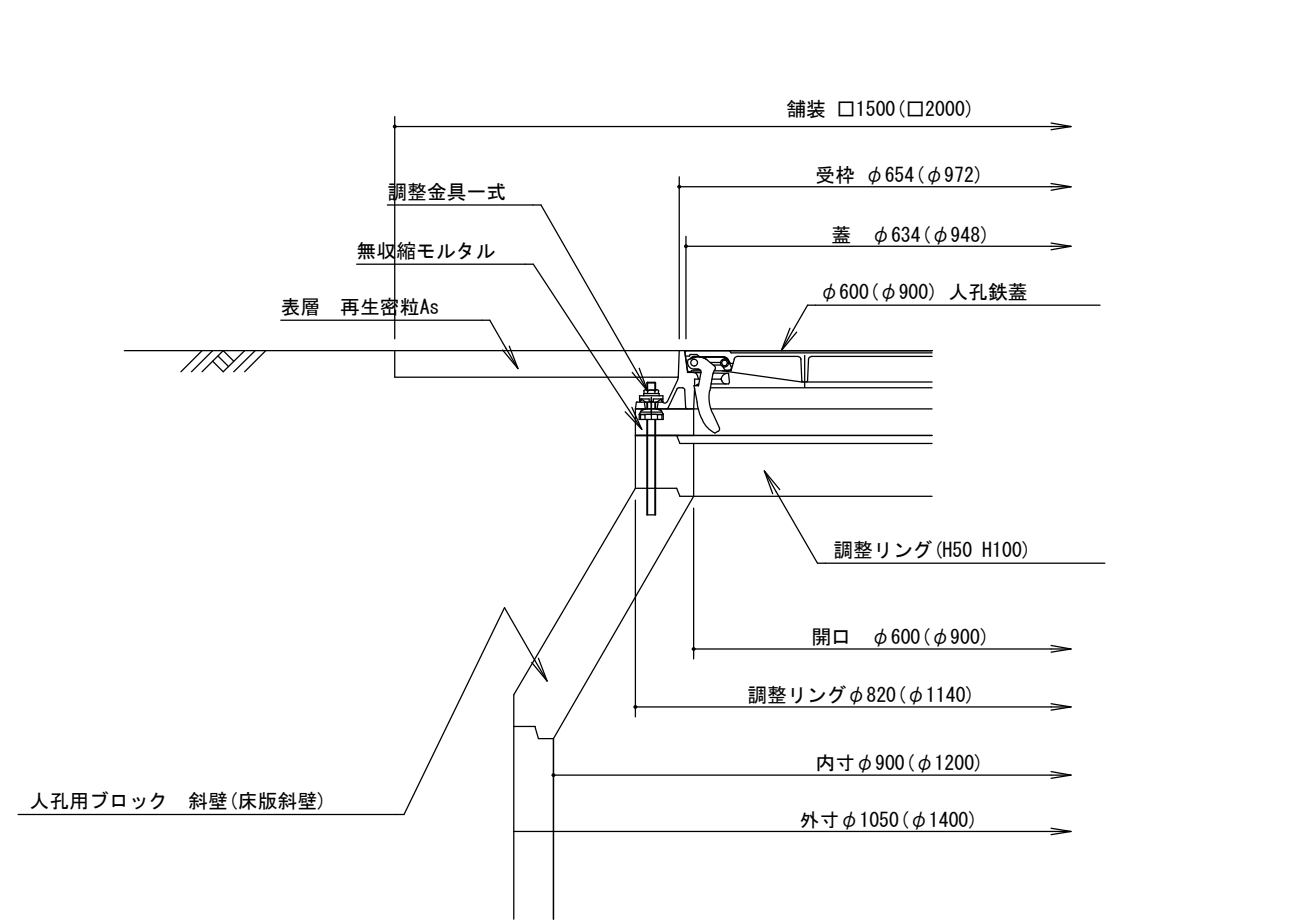 舗装 □1500(□2000)
受枠 φ654(φ972)
調整金具一式
蓋 φ634(φ948)
無収縮モルタル
φ600(φ900) 人孔鉄蓋
表層 再生密粒As
調整リング(H50 H100)
開口 φ600(φ900)
調整リングφ820(φ1140)
内寸φ900(φ1200)
人孔用ブロック 斜壁(床版斜壁)
外寸φ1050(φ1400)